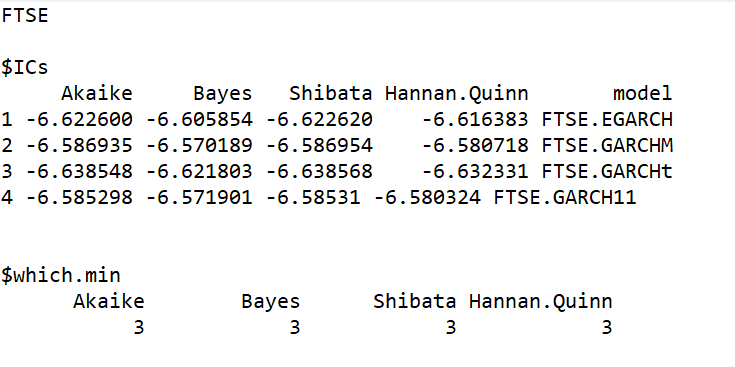 FTSE
$ICs
Akaike Bayes Shibata Hannan.Quinn model
1 -6.622600 -6.605854 -6.622620 -6.616383 FTSE.EGARCH
2 -6.586935 -6.570189 -6.586954 -6.580718 FTSE.GARCHM
3 -6.638548 -6.621803 -6.638568 -6.632331 FTSE.GARCHt
4 -6.585298 -6.571901 -6.58531 -6.580324 FTSE.GARCH11
$which.min
Akaike Bayes Shibata Hannan.Quinn
3 3 3 3